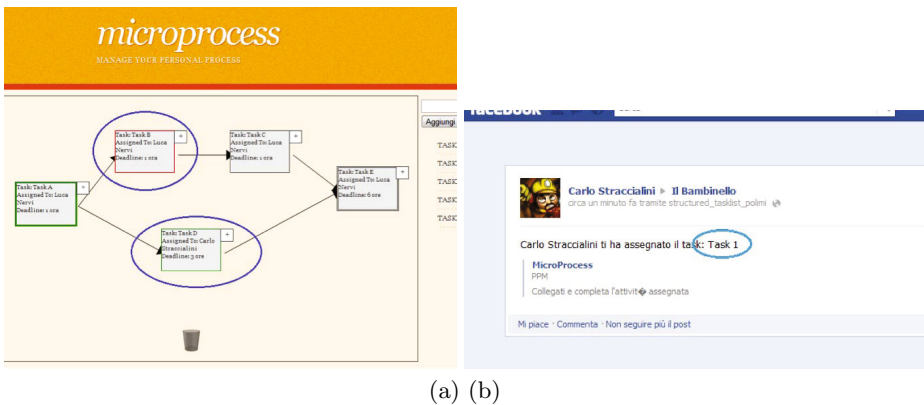 microprocess
MANAGE YOUR PERSONAL PROCESS
Aggiungi
Task: Task B
Assigned To: Luca
Nervi
Deadline: 1 ora
+
Task: Task C
Assigned To: Luca
Nervi
Deadline: 1 ora
+
Task: Task A
Assigned To: Luca
Nervi
Deadline: 1 ora
+
Task: Task E
Assigned To: Luca
Nervi
Deadline: 6 ore
+
Task: Task D
Assigned To: Carlo
Straccialini
Deadline: 3 ore
+
TASK
TASK
TASK
TASK
TASK
facebook
Carlo Straccialini ▸ Il Bambinello
circa un minuto fa tramite structured_tasklist_polimi
Carlo Straccialini ti ha assegnato il task: Task 1
MicroProcess
PPM
Collegati e completa l'attivit� assegnata
Mi piace · Commenta · Non seguire più il post
(a) (b)